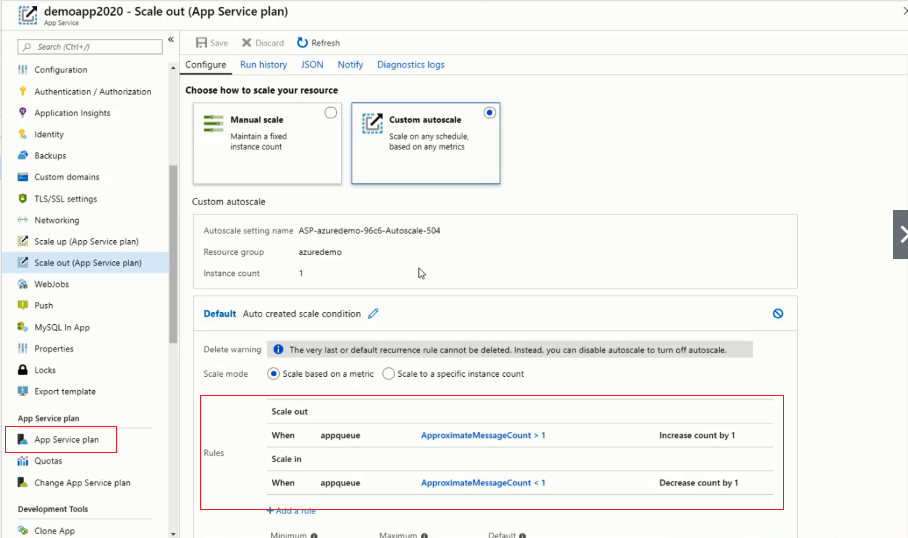 demoapp2020 - Scale out (App Service plan)
App Service
Search (Ctrl+/)
Configuration
Authentication / Authorization
Application Insights
Identity
Backups
Custom domains
TLS/SSL settings
Networking
Scale up (App Service plan)
Scale out (App Service plan)
WebJobs
Push
MySQL In App
Properties
Locks
Export template
App Service plan
App Service plan
Quotas
Change App Service plan
Development Tools
Clone App
Save Discard Refresh
Configure Run history JSON Notify Diagnostics logs
Choose how to scale your resource
Manual scale
Maintain a fixed
instance count
Custom autoscale
Scale on any schedule,
based on any metrics
Custom autoscale
Autoscale setting name ASP-azuredemo-96c6-Autoscale-504
Resource group azuredemo
Instance count 1
Default Auto created scale condition
Delete warning The very last or default recurrence rule cannot be deleted. Instead, you can disable autoscale to turn off autoscale.
Scale mode Scale based on a metric Scale to a specific instance count
Rules
Scale out
When appqueue ApproximateMessageCount > 1 Increase count by 1
Scale in
When appqueue ApproximateMessageCount < 1 Decrease count by 1
+ Add a rule
Minimum Maximum Default